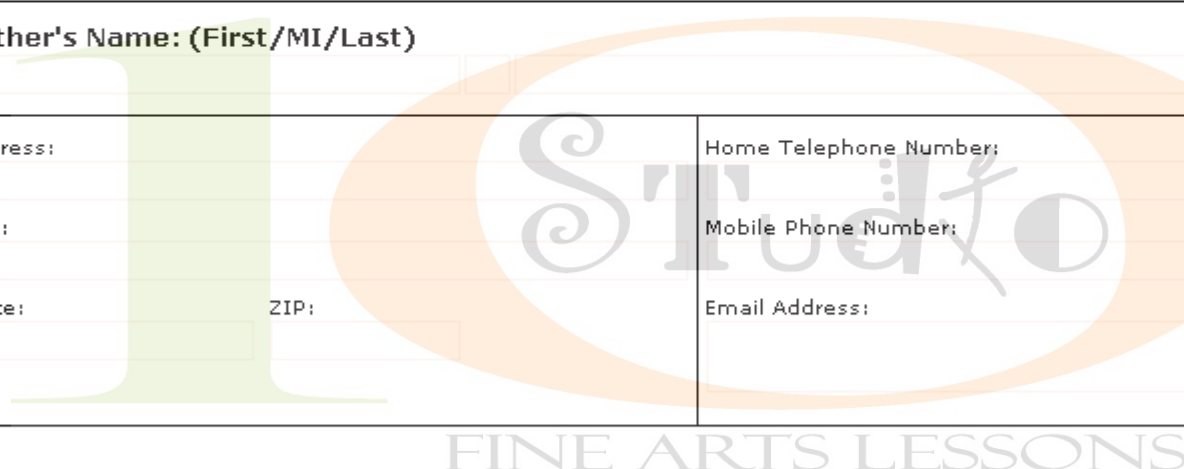 ther's Name: (First/MI/Last)
ress:
Home Telephone Number:
:
Mobile Phone Number:
te:
ZIP:
Email Address:
10
STudio
FINE ARTS LESSONS